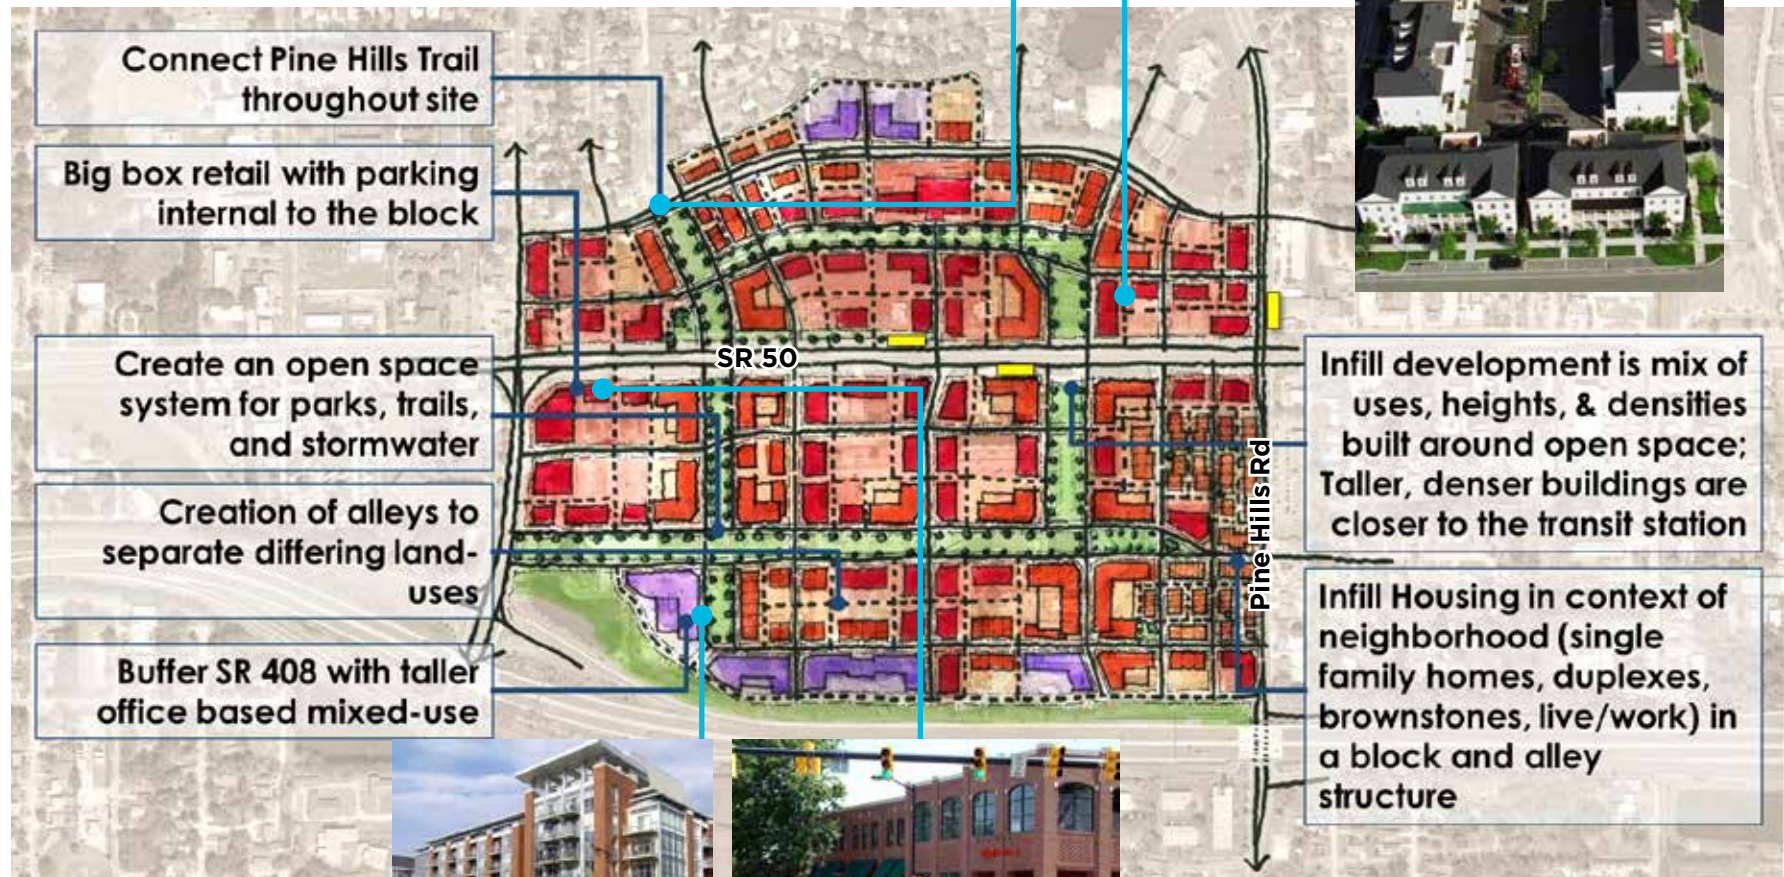 Connect Pine Hills Trail
throughout site
Big box retail with parking
internal to the block
Create an open space
system for parks, trails,
and stormwater
Creation of alleys to
separate differing land-
uses
Buffer SR 408 with taller
office based mixed-use
SR 50
Pine Hills Rd
Infill development is mix of
uses, heights, & densities
built around open space;
Taller, denser buildings are
closer to the transit station
Infill Housing in context of
neighborhood (single
family homes, duplexes,
brownstones, live/work) in
a block and alley
structure